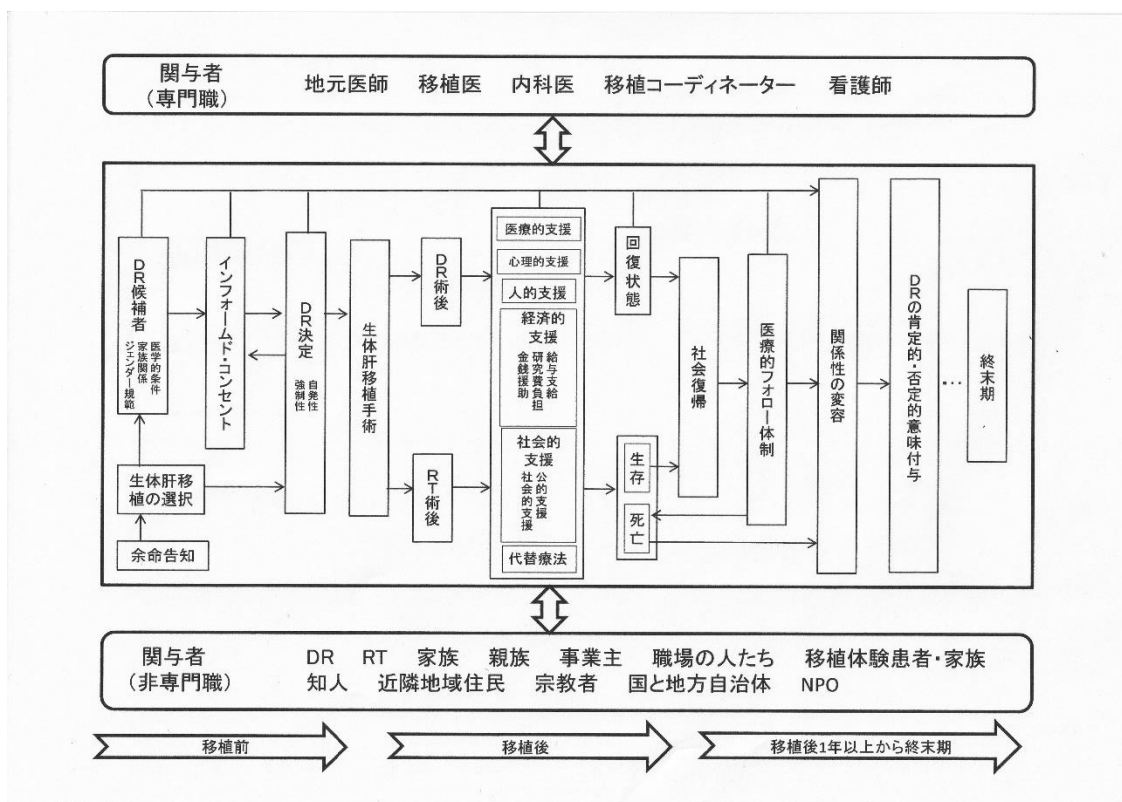 関与者
(専門職)
地元医師 移植医 内科医 移植コーディネーター 看護師
DR候補者
医学的条件
家族関係
ジェンダー規範
インフォームド・コンセント
DR決定
自発性
強制性
生体肝移植手術
DR術後
RT術後
医療的支援
心理的支援
人的支援
経済的
支援
給与支給
研究費負担
金銭援助
社会的
支援
公的支援
社会的支援
代替療法
回復状態
生存
死亡
社会復帰
医療的フォロー体制
関係性の変容
DRの肯定的・否定的意味付与
…
終末期
生体肝移
植の選択
余命告知
関与者
(非専門職)
DR RT 家族 親族 事業主 職場の人たち 移植体験患者・家族
知人 近隣地域住民 宗教者 国と地方自治体 NPO
移植前
移植後
移植後1年以上から終末期